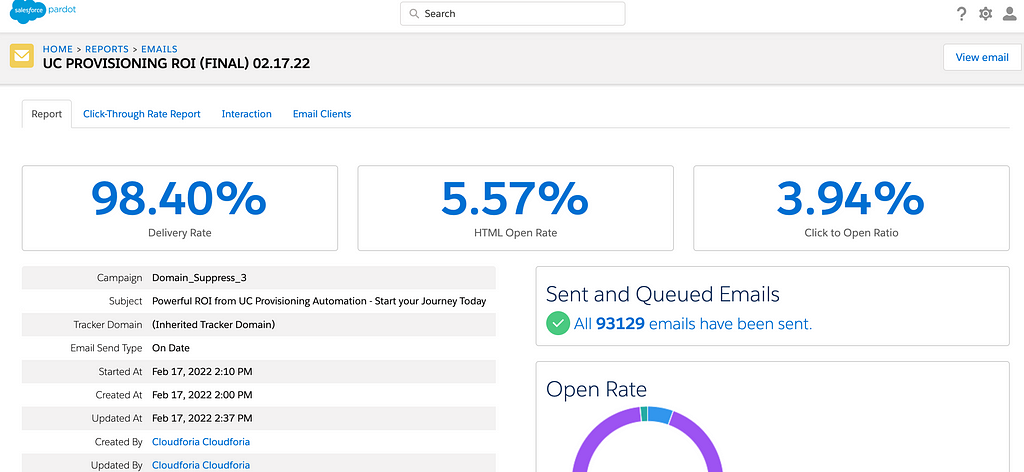 salesforce pardot
Search
HOME > REPORTS > EMAILS
UC PROVISIONING ROI (FINAL) 02.17.22
View email
Report Click-Through Rate Report Interaction Email Clients
98.40%
Delivery Rate
5.57%
HTML Open Rate
3.94%
Click to Open Ratio
Campaign Domain_Suppress_3
Subject Powerful ROI from UC Provisioning Automation - Start your Journey Today
Tracker Domain (Inherited Tracker Domain)
Email Send Type On Date
Started At Feb 17, 2022 2:10 PM
Created At Feb 17, 2022 2:00 PM
Updated At Feb 17, 2022 2:37 PM
Created By Cloudforia Cloudforia
Updated By Cloudforia Cloudforia
Sent and Queued Emails
All 93129 emails have been sent.
Open Rate